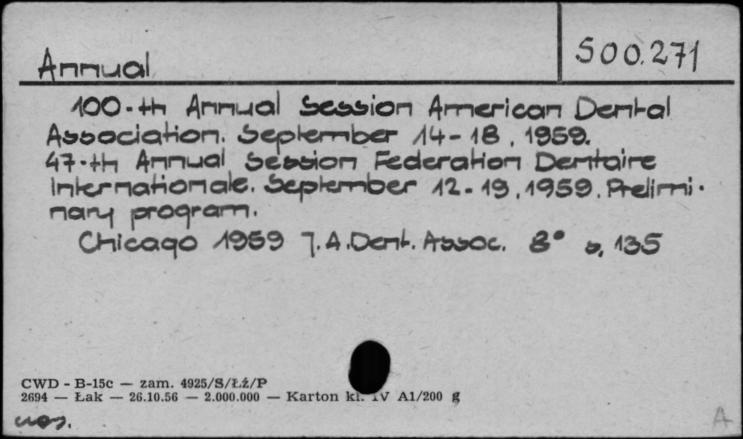 Annual
500.271
100-th Annual Session American Dental
Association. September 14-18, 1959.
47-th Annual Session Federation Dentaire
Internationale. September 12-19, 1959. Prelimi-
nary program.
Chicago 1959 J.A.Dent. Assoc. 8° s. 135
CWD - B-15c — zam. 4925/S/Łż/P
2694 — Łak — 26.10.56 — 2.000.000 — Karton kl. IV A1/200 g
A